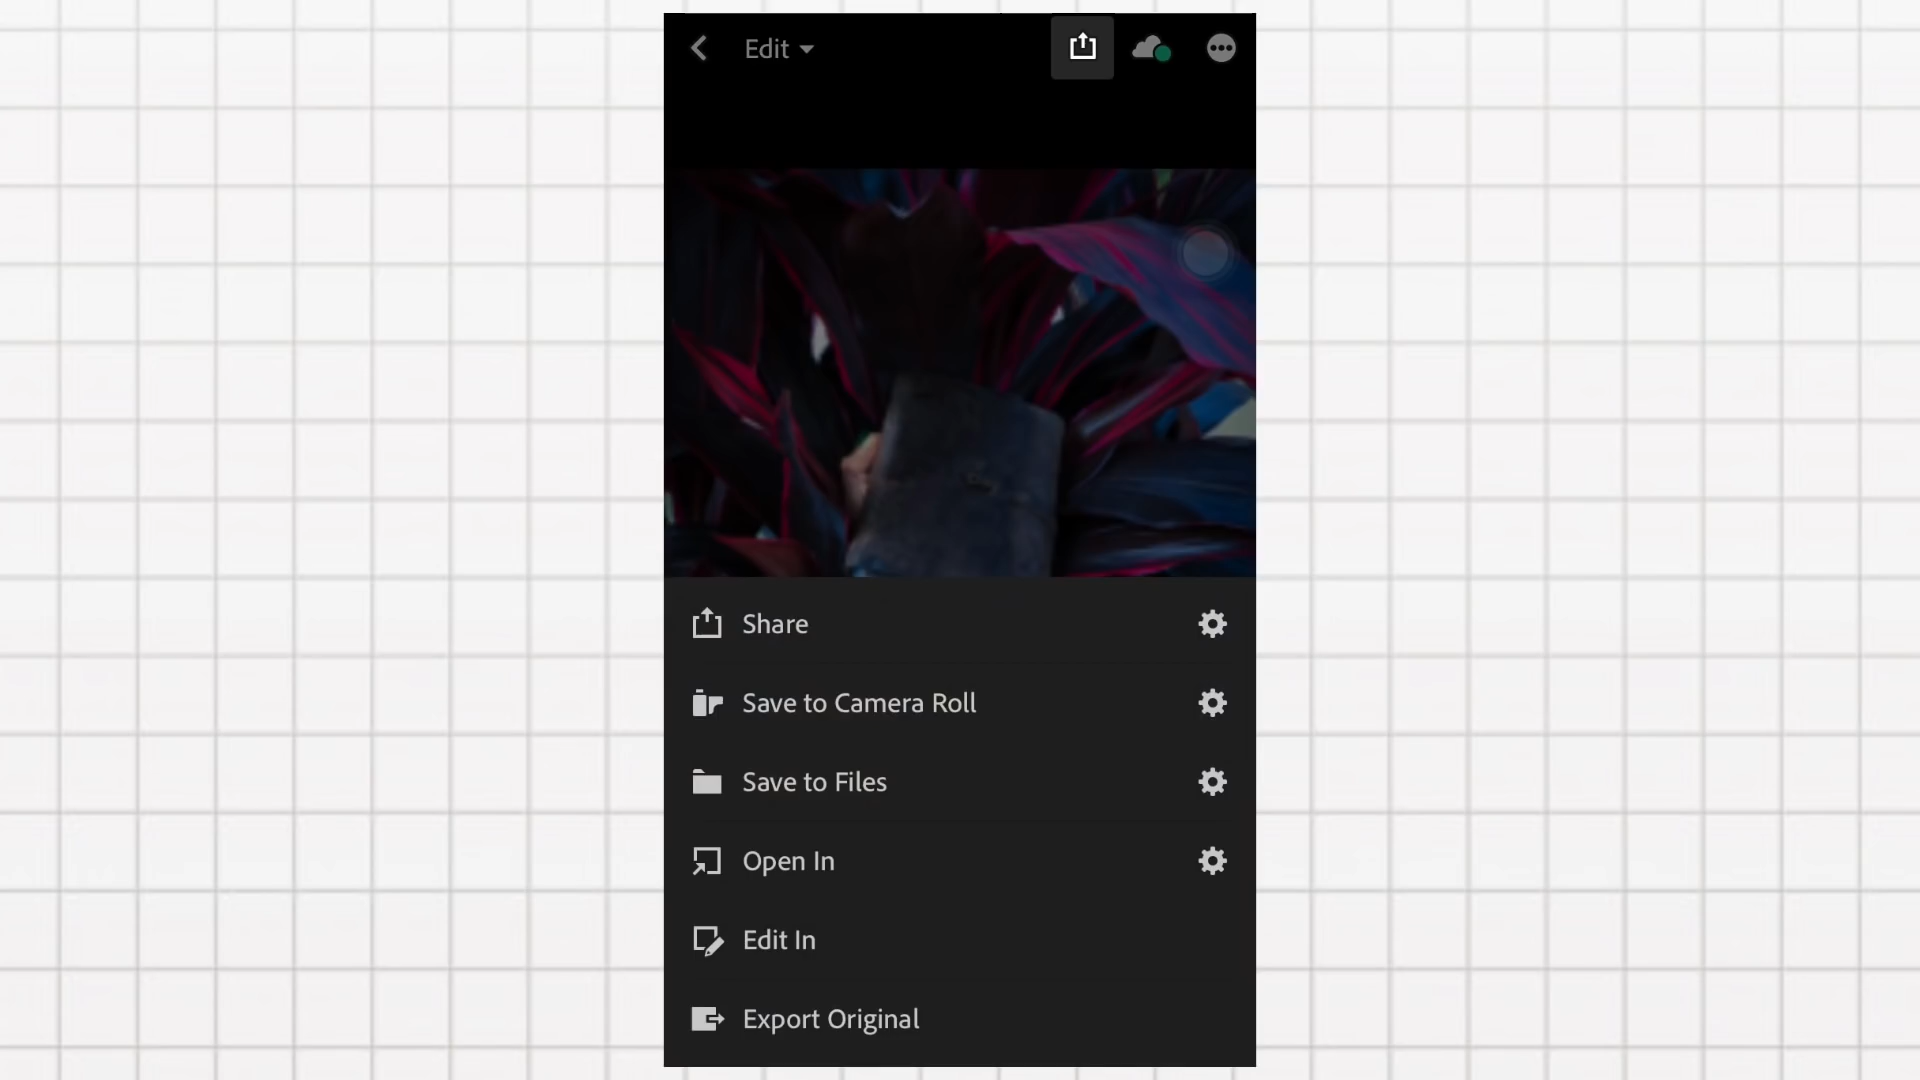 Edit
Share
Save to Camera Roll
Save to Files
Open In
Edit In
Export Original